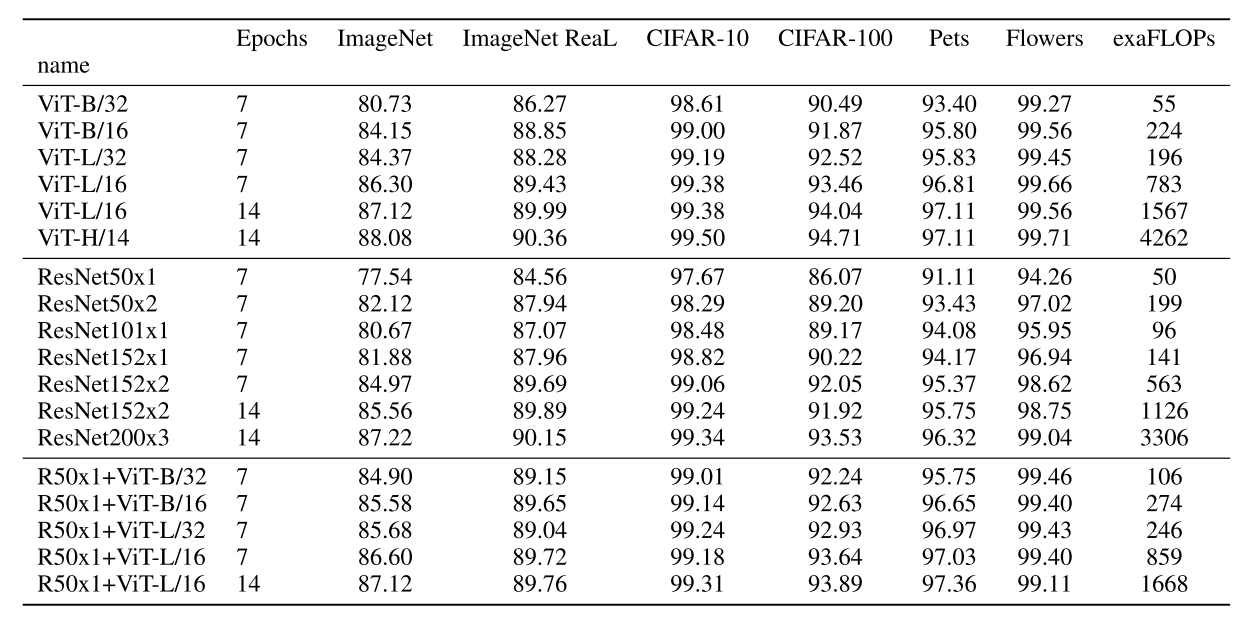 Epochs ImageNet ImageNet ReaL CIFAR-10 CIFAR-100 Pets Flowers exaFLOPs
name
ViT-B/32 7 80.73 86.27 98.61 90.49 93.40 99.27 55
ViT-B/16 7 84.15 88.85 99.00 91.87 95.80 99.56 224
ViT-L/32 7 84.37 88.28 99.19 92.52 95.83 99.45 196
ViT-L/16 7 86.30 89.43 99.38 93.46 96.81 99.66 783
ViT-L/16 14 87.12 89.99 99.38 94.04 97.11 99.56 1567
ViT-H/14 14 88.08 90.36 99.50 94.71 97.11 99.71 4262
ResNet50x1 7 77.54 84.56 97.67 86.07 91.11 94.26 50
ResNet50x2 7 82.12 87.94 98.29 89.20 93.43 97.02 199
ResNet101x1 7 80.67 87.07 98.48 89.17 94.08 95.95 96
ResNet152x1 7 81.88 87.96 98.82 90.22 94.17 96.94 141
ResNet152x2 7 84.97 89.69 99.06 92.05 95.37 98.62 563
ResNet152x2 14 85.56 89.89 99.24 91.92 95.75 98.75 1126
ResNet200x3 14 87.22 90.15 99.34 93.53 96.32 99.04 3306
R50x1+ViT-B/32 7 84.90 89.15 99.01 92.24 95.75 99.46 106
R50x1+ViT-B/16 7 85.58 89.65 99.14 92.63 96.65 99.40 274
R50x1+ViT-L/32 7 85.68 89.04 99.24 92.93 96.97 99.43 246
R50x1+ViT-L/16 7 86.60 89.72 99.18 93.64 97.03 99.40 859
R50x1+ViT-L/16 14 87.12 89.76 99.31 93.89 97.36 99.11 1668